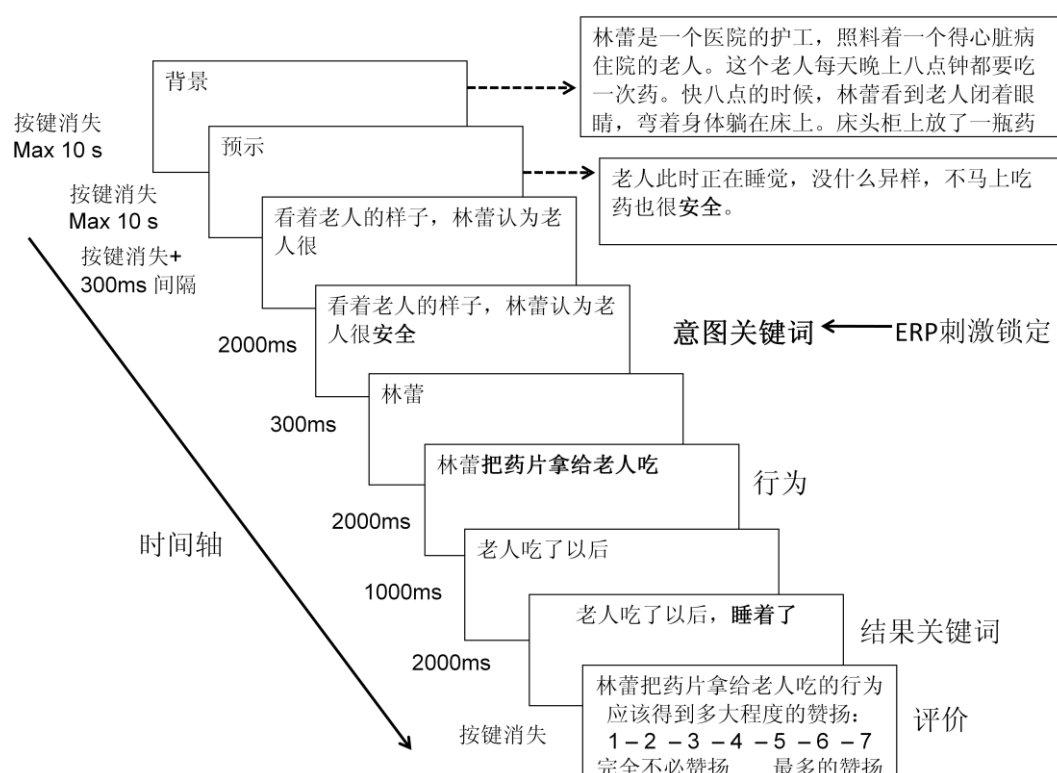 背景
林蕾是一个医院的护工，照料着一个得心脏病
住院的老人。这个老人每天晚上八点钟都要吃
一次药。快八点的时候，林蕾看到老人闭着眼
睛，弯着身体躺在床上。床头柜上放了一瓶药
按键消失
Max 10 s
预示
老人此时正在睡觉，没什么异样，不马上吃
药也很安全。
按键消失
Max 10 s
看着老人的样子，林蕾认为老
人很
按键消失+
300ms 间隔
看着老人的样子，林蕾认为老
人很安全
意图关键词
ERP刺激锁定
2000ms
林蕾
300ms
林蕾把药片拿给老人吃
行为
2000ms
时间轴
老人吃了以后
1000ms
老人吃了以后，睡着了
结果关键词
2000ms
林蕾把药片拿给老人吃的行为
应该得到多大程度的赞扬：
1 – 2 – 3 – 4 – 5 – 6 – 7
完全不必赞扬 最多的赞扬
评价
按键消失